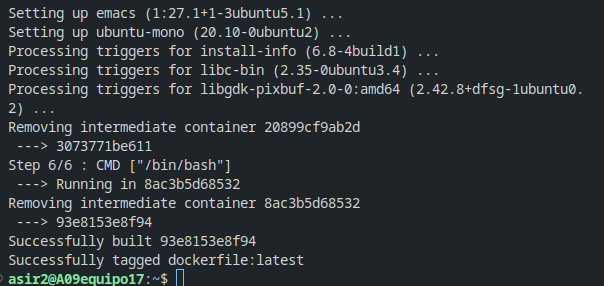 Setting up emacs (1:27.1+1-3ubuntu5.1) ...
Setting up ubuntu-mono (20.10-0ubuntu2) ...
Processing triggers for install-info (6.8-4build1) ...
Processing triggers for libc-bin (2.35-0ubuntu3.4) ...
Processing triggers for libgdk-pixbuf-2.0-0:amd64 (2.42.8+dfsg-1ubuntu0.
2) ...
Removing intermediate container 20899cf9ab2d
 ---> 3073771be611
Step 6/6 : CMD ["/bin/bash"]
 ---> Running in 8ac3b5d68532
Removing intermediate container 8ac3b5d68532
 ---> 93e8153e8f94
Successfully built 93e8153e8f94
Successfully tagged dockerfile:latest
asir2@A09equipo17:~$